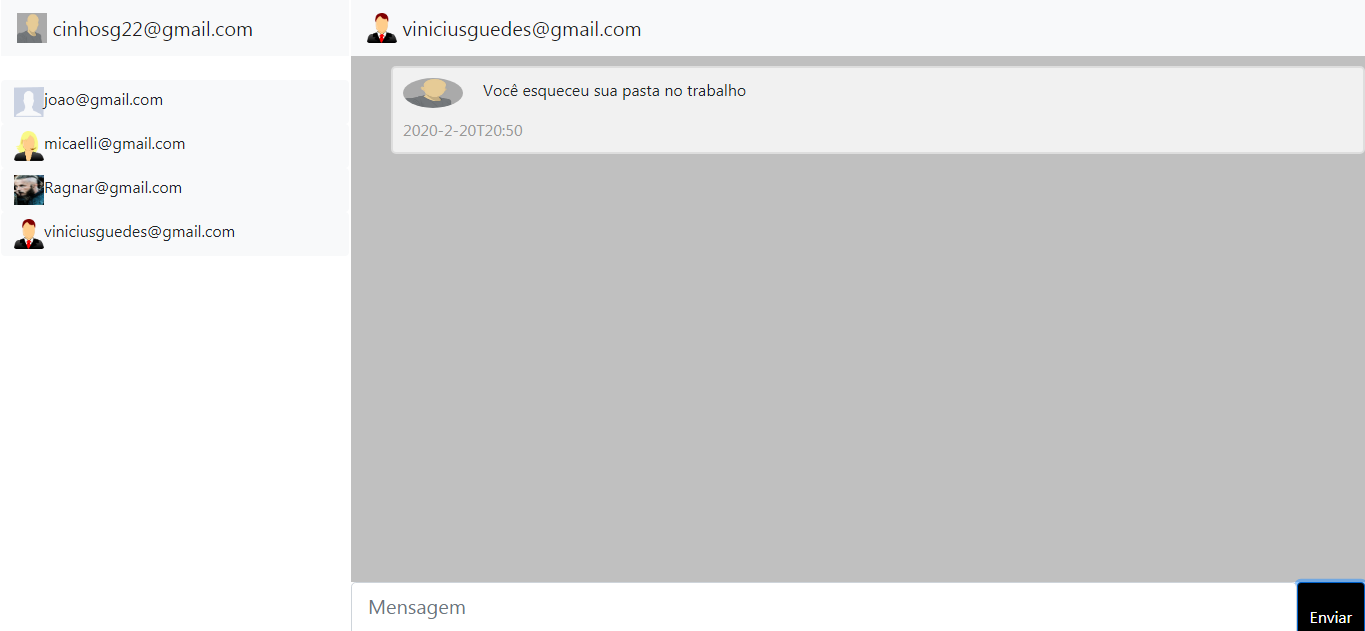 cinhosg22@gmail.com
joao@gmail.com
micaelli@gmail.com
Ragnar@gmail.com
viniciusguedes@gmail.com
viniciusguedes@gmail.com
Você esqueceu sua pasta no trabalho
2020-2-20T20:50
Mensagem
Enviar